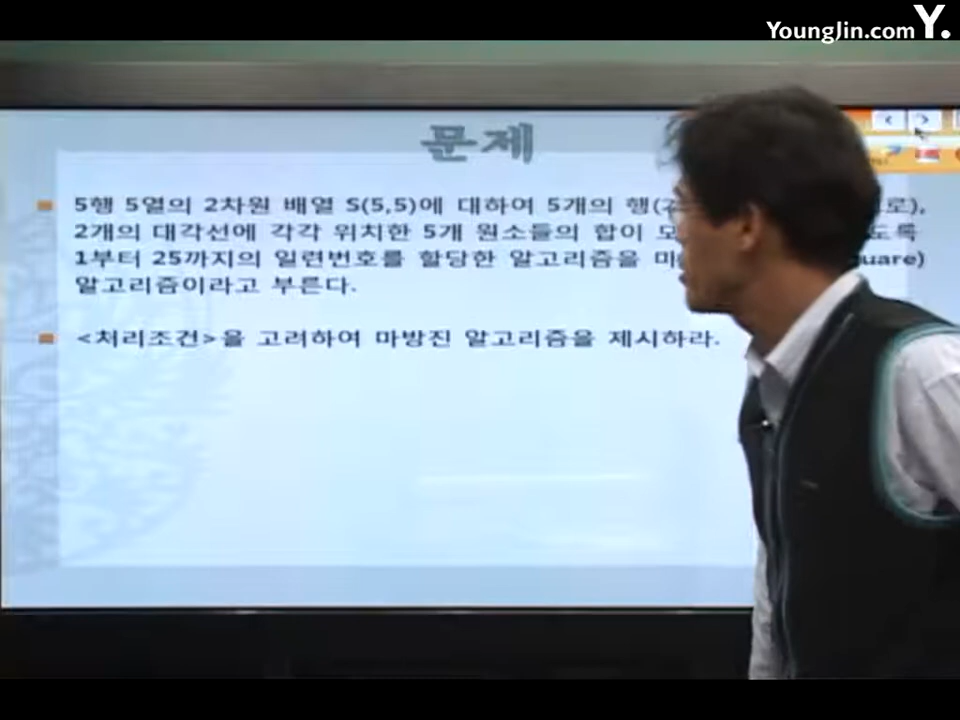 YoungJin.com Y.
문제
5행 5열의 2차원 배열 S(5,5)에 대하여 5개의 행(
로),
2개의 대각선에 각각 위치한 5개 원소들의 합이
도록
1부터 25까지의 일련번호를 할당한 알고리즘을
uare)
알고리즘이라고 부른다.
<처리조건>을 고려하여 마방진 알고리즘을 제시하라.